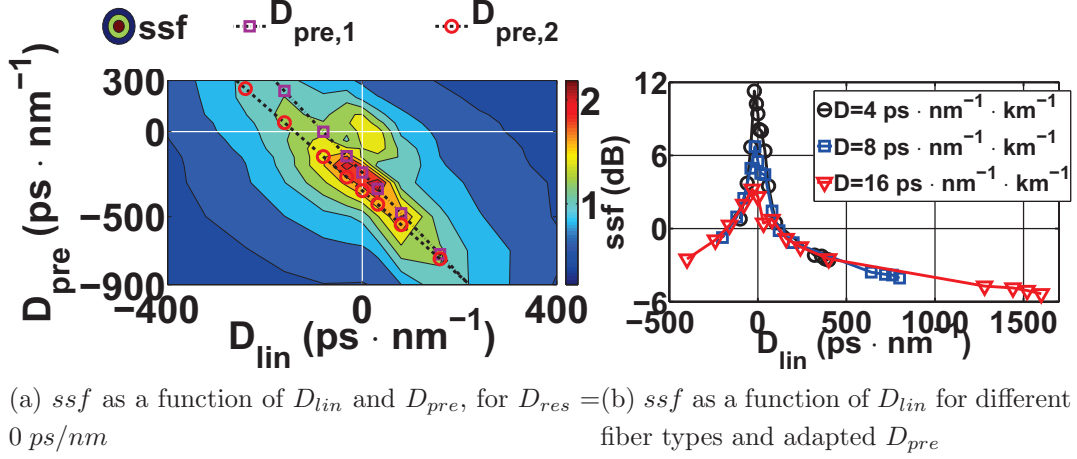 ssf D_pre,1 D_pre,2
D_pre (ps · nm⁻¹)
300
0
−500
−900
−400 0 400
D_lin (ps · nm⁻¹)
2
1
ssf (dB)
12
6
0
−6
−500 0 500 1000 1500
D_lin (ps · nm⁻¹)
D=4 ps · nm⁻¹ · km⁻¹
D=8 ps · nm⁻¹ · km⁻¹
D=16 ps · nm⁻¹ · km⁻¹
(a) ssf as a function of D_lin and D_pre, for D_res =
0 ps/nm
(b) ssf as a function of D_lin for different
fiber types and adapted D_pre